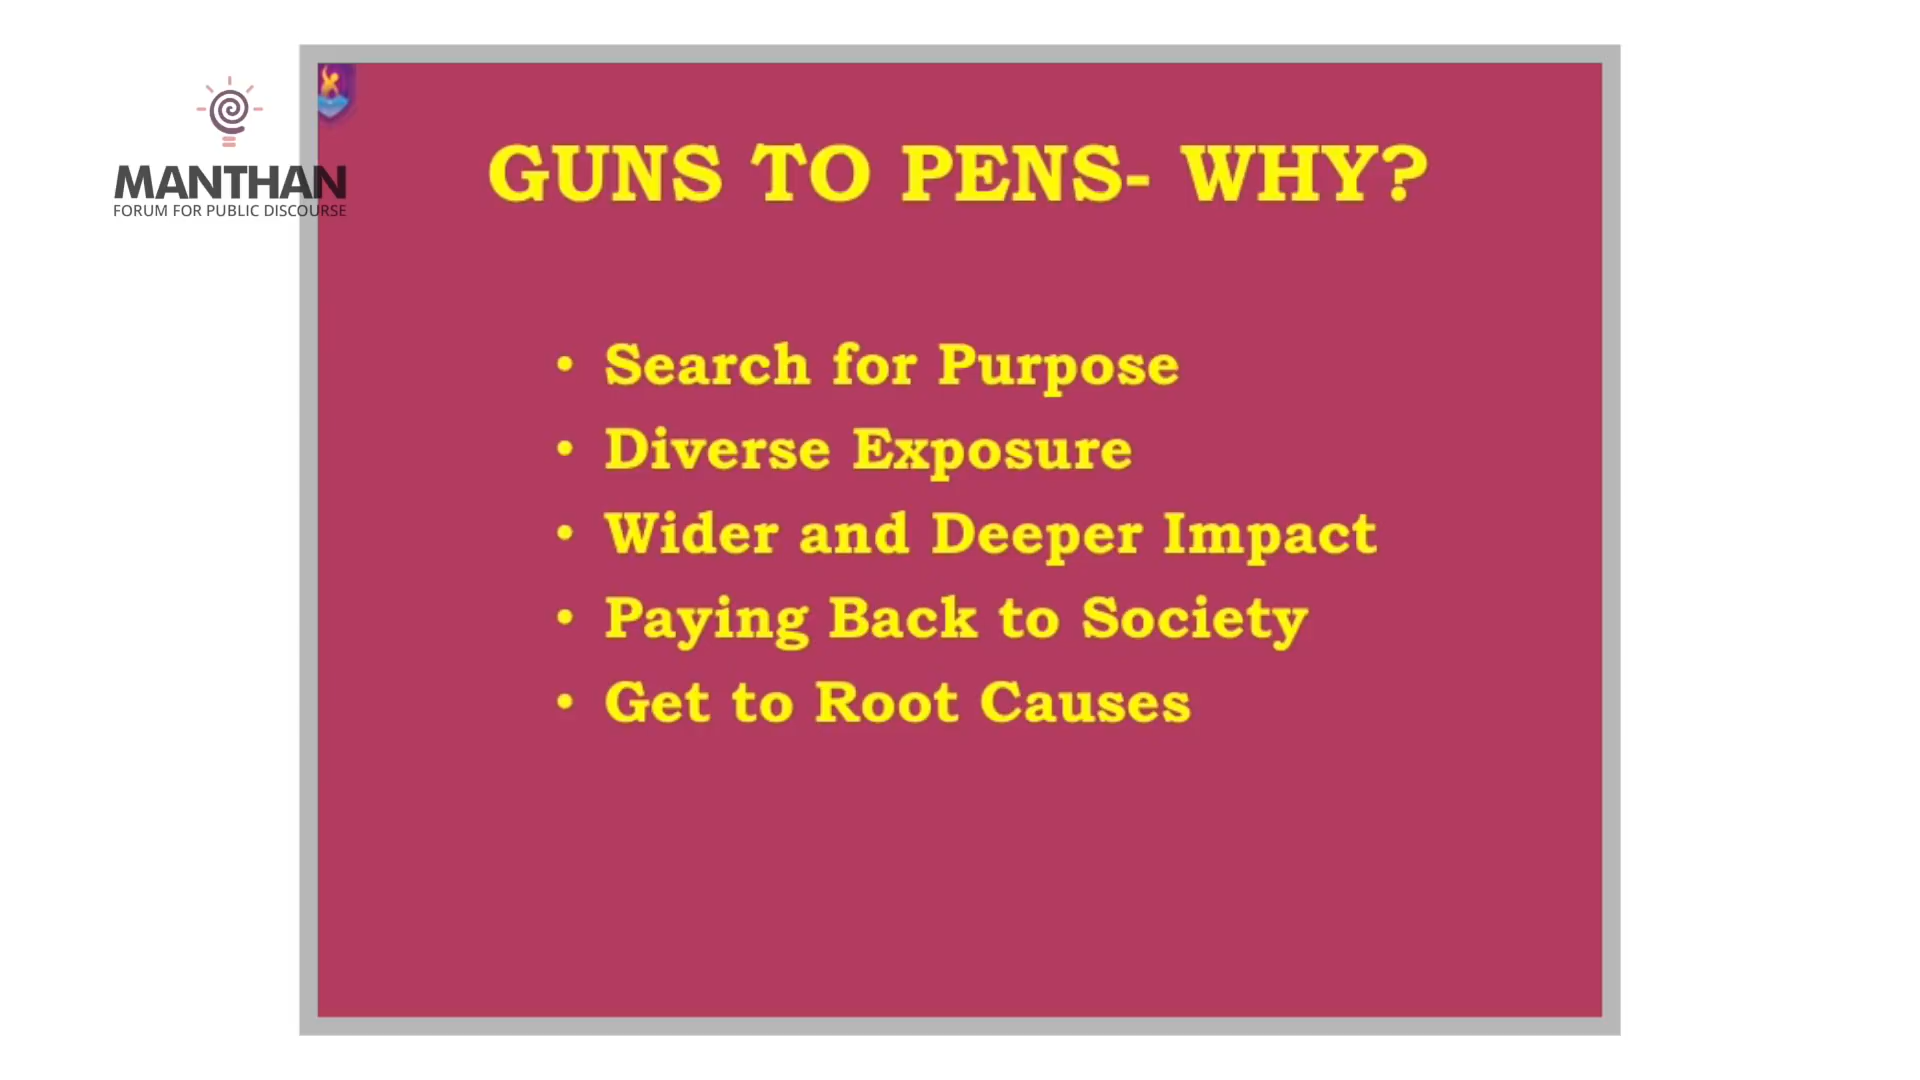 MANTHAN
FORUM FOR PUBLIC DISCOURSE
GUNS TO PENS- WHY?
• Search for Purpose
• Diverse Exposure
• Wider and Deeper Impact
• Paying Back to Society
• Get to Root Causes